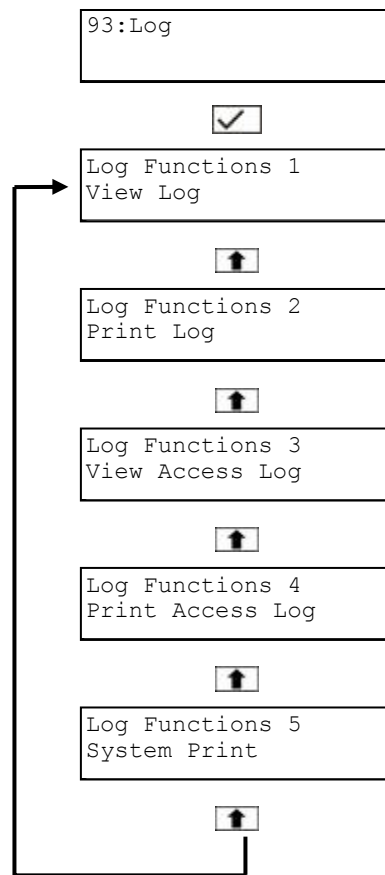 93:Log
Log Functions 1
View Log
Log Functions 2
Print Log
Log Functions 3
View Access Log
Log Functions 4
Print Access Log
Log Functions 5
System Print